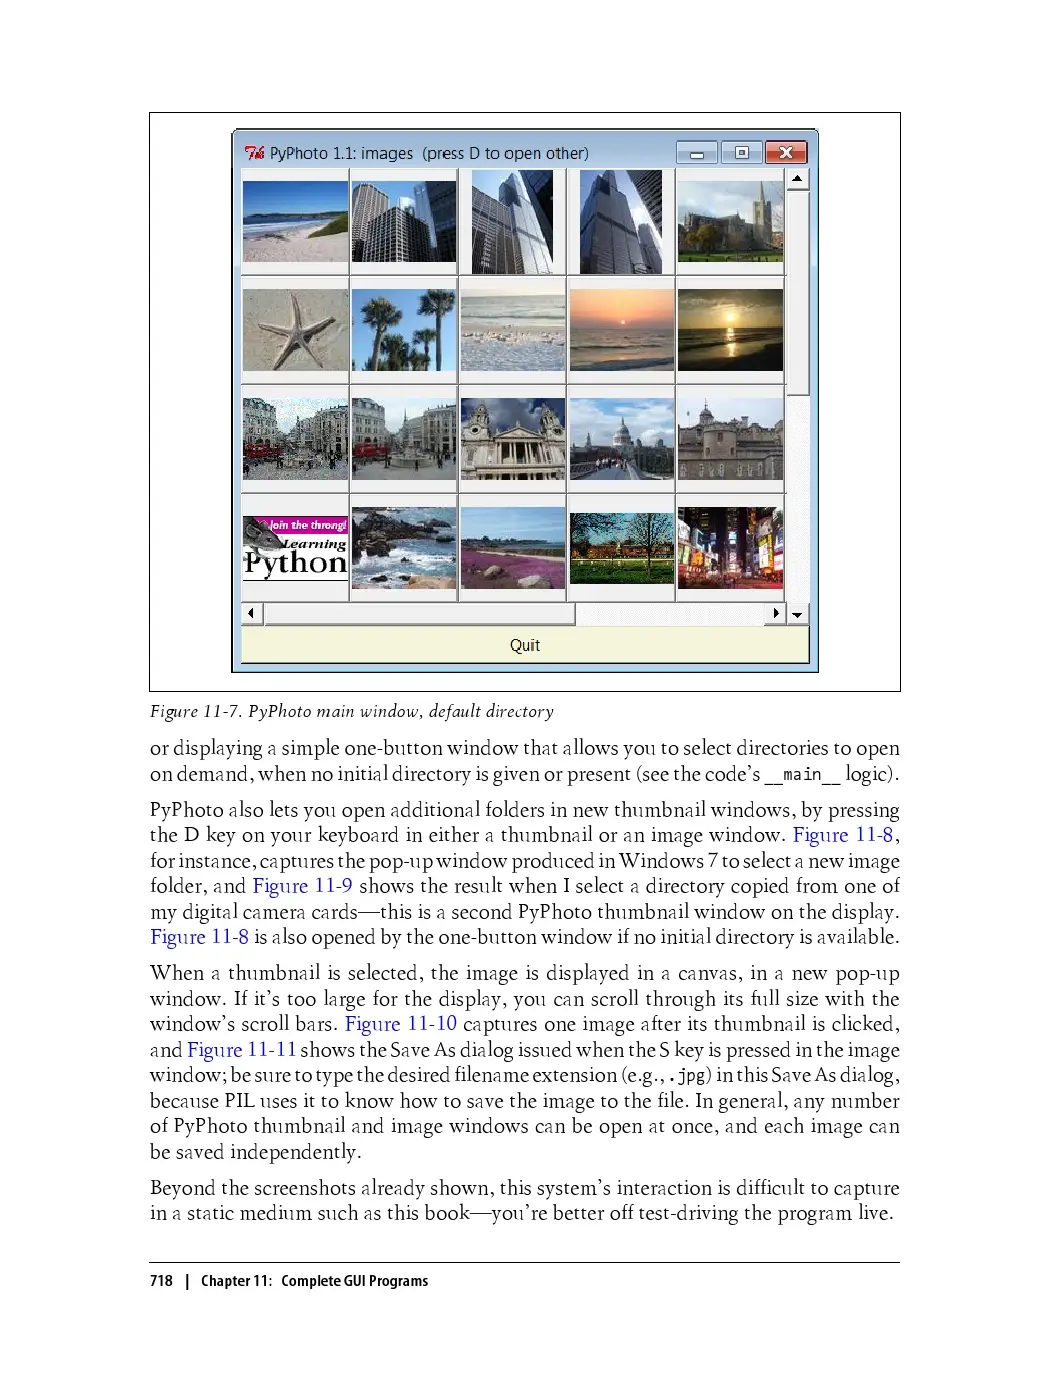 PyPhoto 1.1: images (press D to open other)
Join the throng!
Learning
Python
Quit
Figure 11-7. PyPhoto main window, default directory
or displaying a simple one-button window that allows you to select directories to open
on demand, when no initial directory is given or present (see the code’s __main__ logic).
PyPhoto also lets you open additional folders in new thumbnail windows, by pressing
the D key on your keyboard in either a thumbnail or an image window. Figure 11-8,
for instance, captures the pop-up window produced in Windows 7 to select a new image
folder, and Figure 11-9 shows the result when I select a directory copied from one of
my digital camera cards—this is a second PyPhoto thumbnail window on the display.
Figure 11-8 is also opened by the one-button window if no initial directory is available.
When a thumbnail is selected, the image is displayed in a canvas, in a new pop-up
window. If it’s too large for the display, you can scroll through its full size with the
window’s scroll bars. Figure 11-10 captures one image after its thumbnail is clicked,
and Figure 11-11 shows the Save As dialog issued when the S key is pressed in the image
window; be sure to type the desired filename extension (e.g., .jpg) in this Save As dialog,
because PIL uses it to know how to save the image to the file. In general, any number
of PyPhoto thumbnail and image windows can be open at once, and each image can
be saved independently.
Beyond the screenshots already shown, this system’s interaction is difficult to capture
in a static medium such as this book—you’re better off test-driving the program live.
718 | Chapter 11: Complete GUI Programs